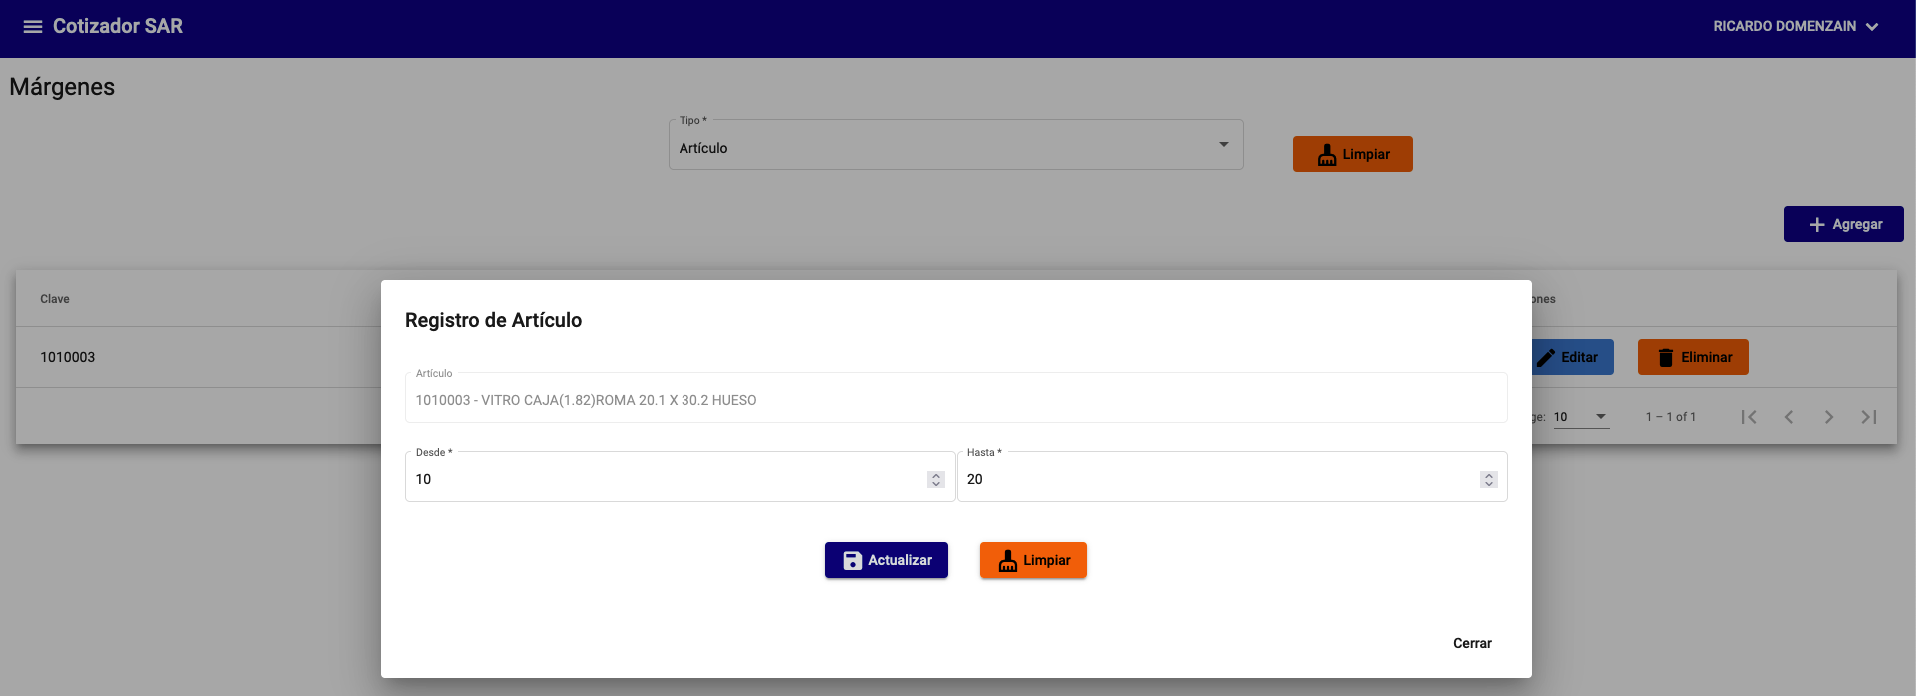 Cotizador SAR
RICARDO DOMENZAIN
Márgenes
Tipo *
Artículo
Limpiar
Agregar
Clave
ones
1010003
Editar
Eliminar
ge: 10
1 – 1 of 1
Registro de Artículo
Artículo
1010003 - VITRO CAJA(1.82)ROMA 20.1 X 30.2 HUESO
Desde *
10
Hasta *
20
Actualizar
Limpiar
Cerrar